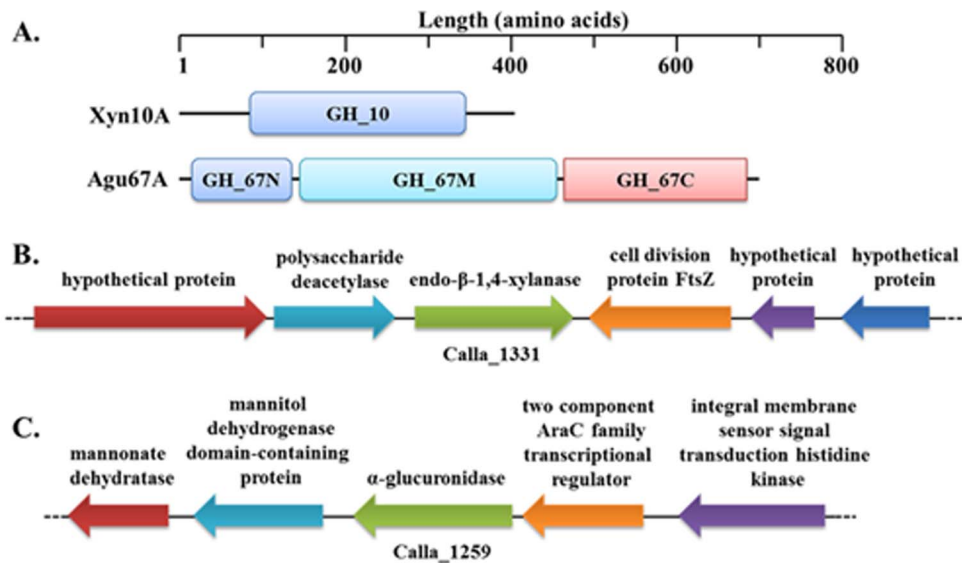 A.
Length (amino acids)
1 200 400 600 800
Xyn10A
GH_10
Agu67A
GH_67N
GH_67M
GH_67C
B.
hypothetical protein
polysaccharide
deacetylase
endo-β-1,4-xylanase
cell division
protein FtsZ
hypothetical
protein
hypothetical
protein
Calla_1331
C.
mannonate
dehydratase
mannitol
dehydrogenase
domain-containing
protein
α-glucuronidase
two component
AraC family
transcriptional
regulator
integral membrane
sensor signal
transduction histidine
kinase
Calla_1259